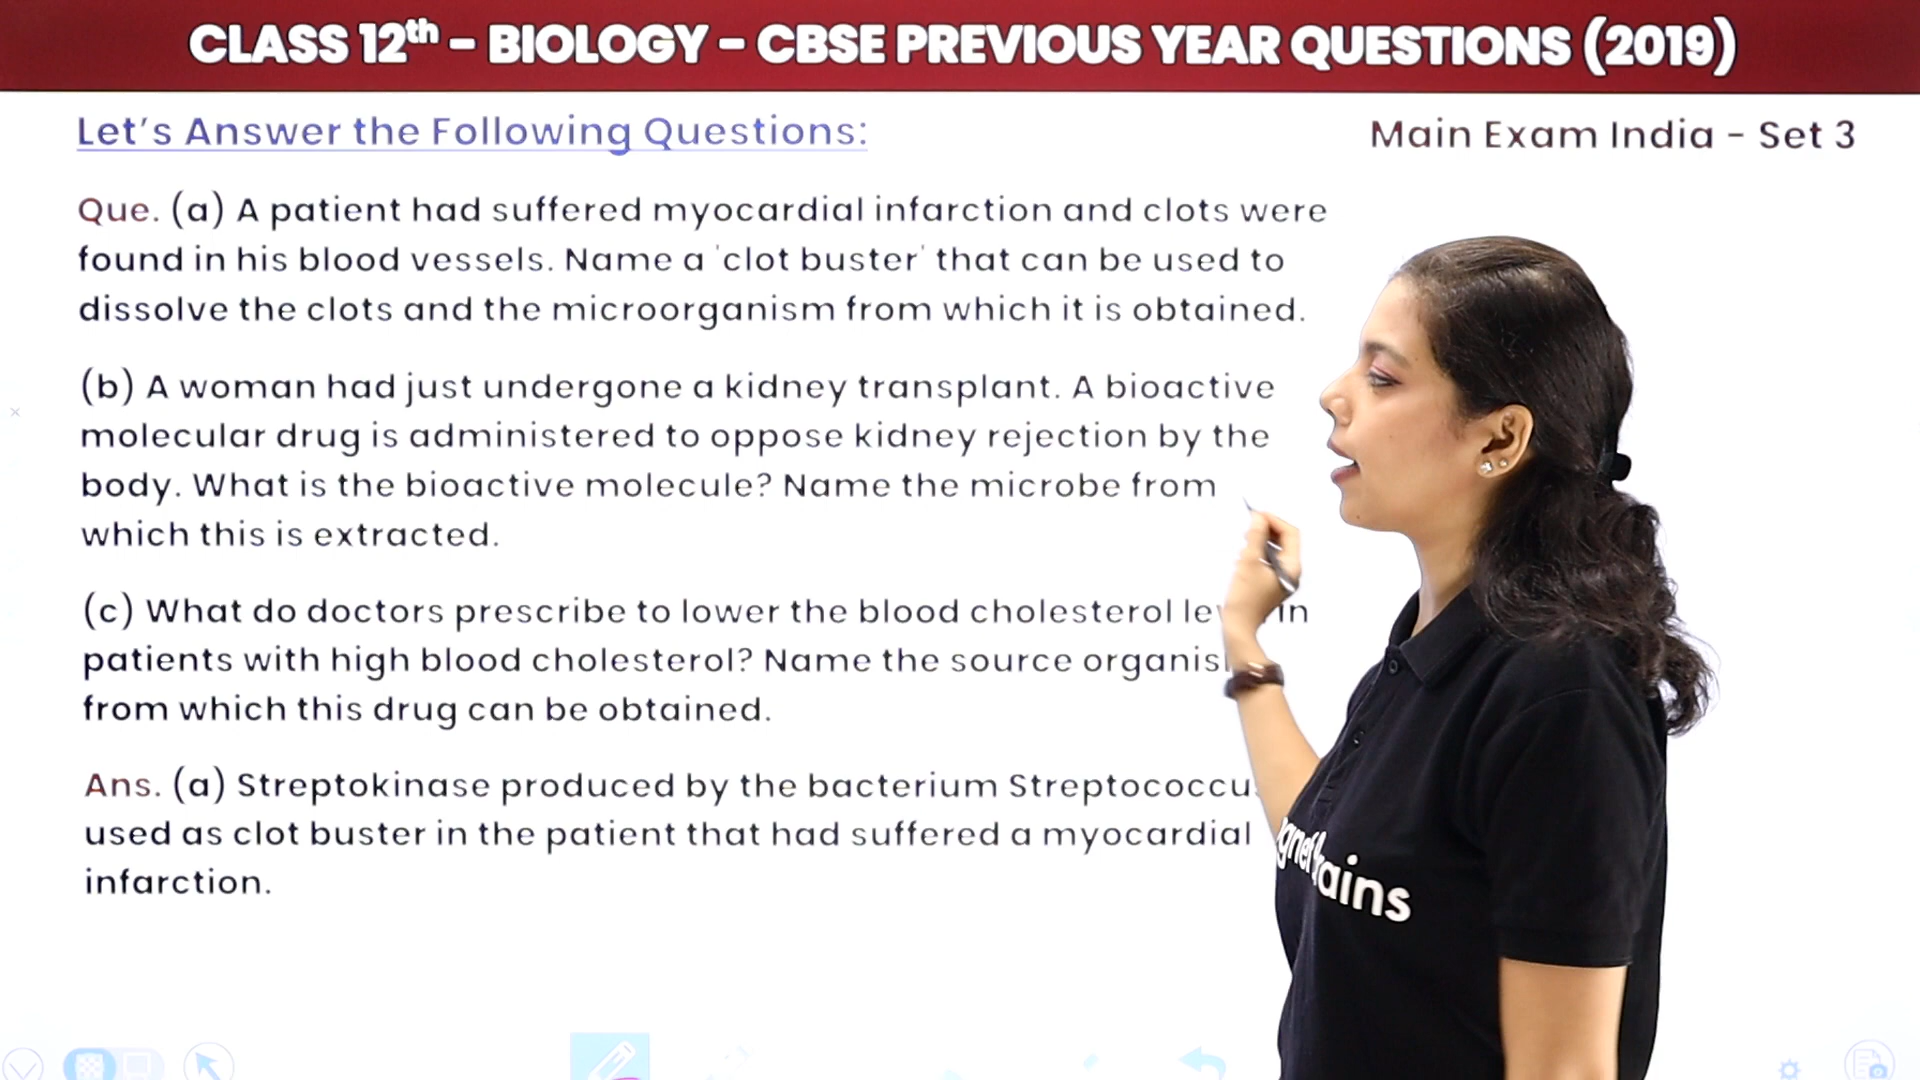 CLASS 12th - BIOLOGY - CBSE PREVIOUS YEAR QUESTIONS (2019)
Let's Answer the Following Questions:
Main Exam India - Set 3
Que. (a) A patient had suffered myocardial infarction and clots were
found in his blood vessels. Name a 'clot buster' that can be used to
dissolve the clots and the microorganism from which it is obtained.
(b) A woman had just undergone a kidney transplant. A bioactive
molecular drug is administered to oppose kidney rejection by the
body. What is the bioactive molecule? Name the microbe from
which this is extracted.
(c) What do doctors prescribe to lower the blood cholesterol in
patients with high blood cholesterol? Name the source
from which this drug can be obtained.
Ans. (a) Streptokinase produced by the bacterium
used as clot buster in the patient that had suffered a myocardial
infarction.